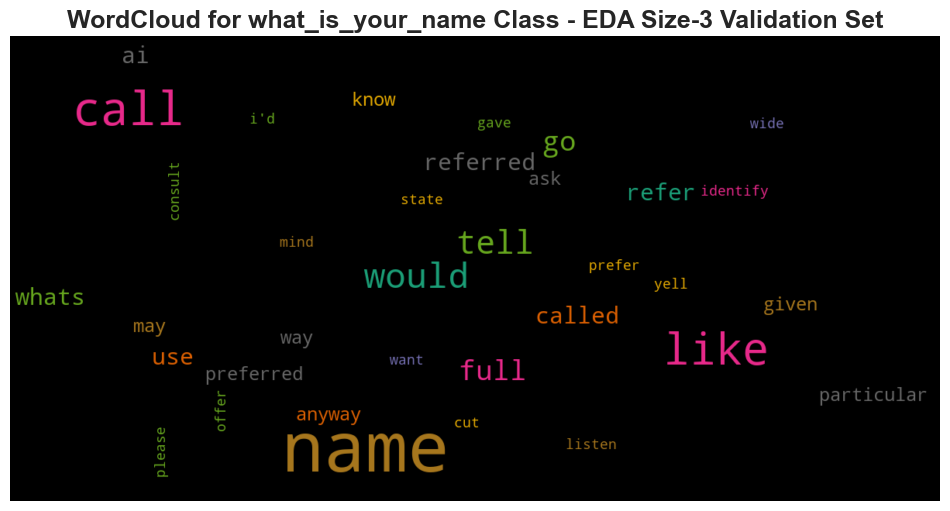 WordCloud for what_is_your_name Class - EDA Size-3 Validation Set
ai
call
know
i'd
gave
wide
go
referred
ask
consult
refer
identify
state
tell
mind
would
prefer
yell
whats
given
called
may
way
like
use
want
full
preferred
particular
offer
anyway
cut
name
listen
please